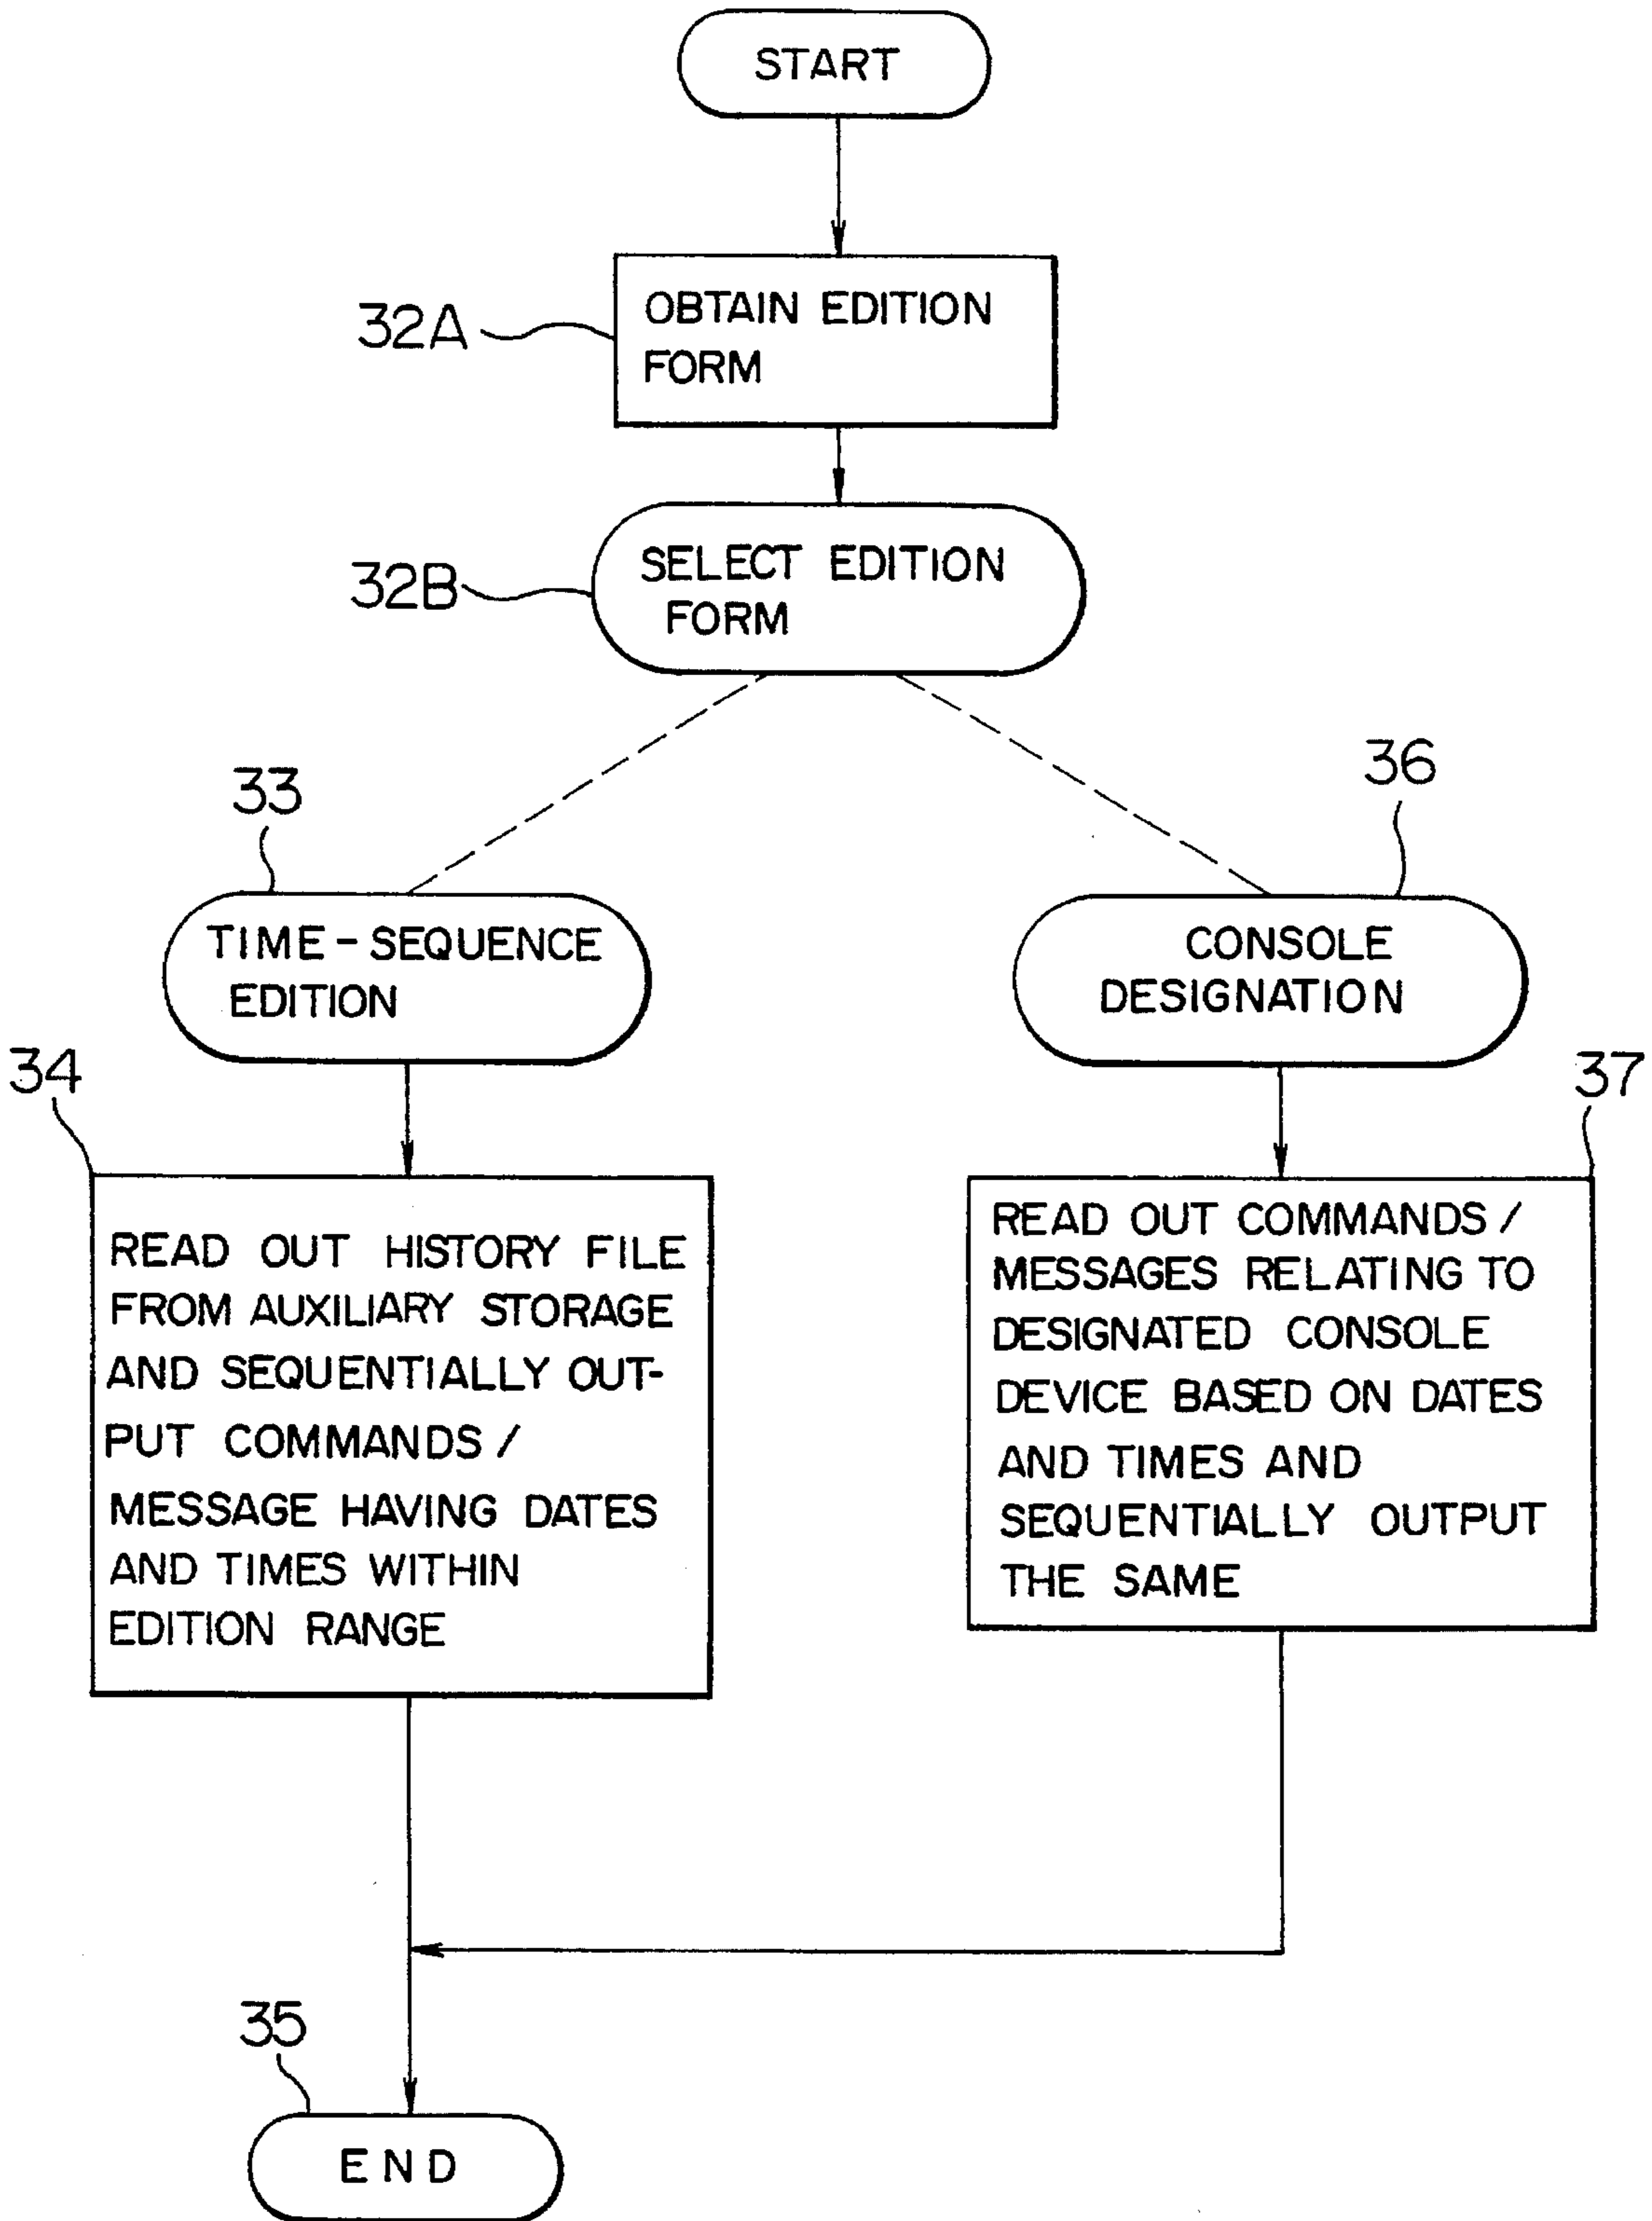 START
32A
OBTAIN EDITION
FORM
32B
SELECT EDITION
FORM
33
TIME-SEQUENCE
EDITION
36
CONSOLE
DESIGNATION
34
READ OUT HISTORY FILE
FROM AUXILIARY STORAGE
AND SEQUENTIALLY OUT-
PUT COMMANDS /
MESSAGE HAVING DATES
AND TIMES WITHIN
EDITION RANGE
37
READ OUT COMMANDS /
MESSAGES RELATING TO
DESIGNATED CONSOLE
DEVICE BASED ON DATES
AND TIMES AND
SEQUENTIALLY OUTPUT
THE SAME
35
END